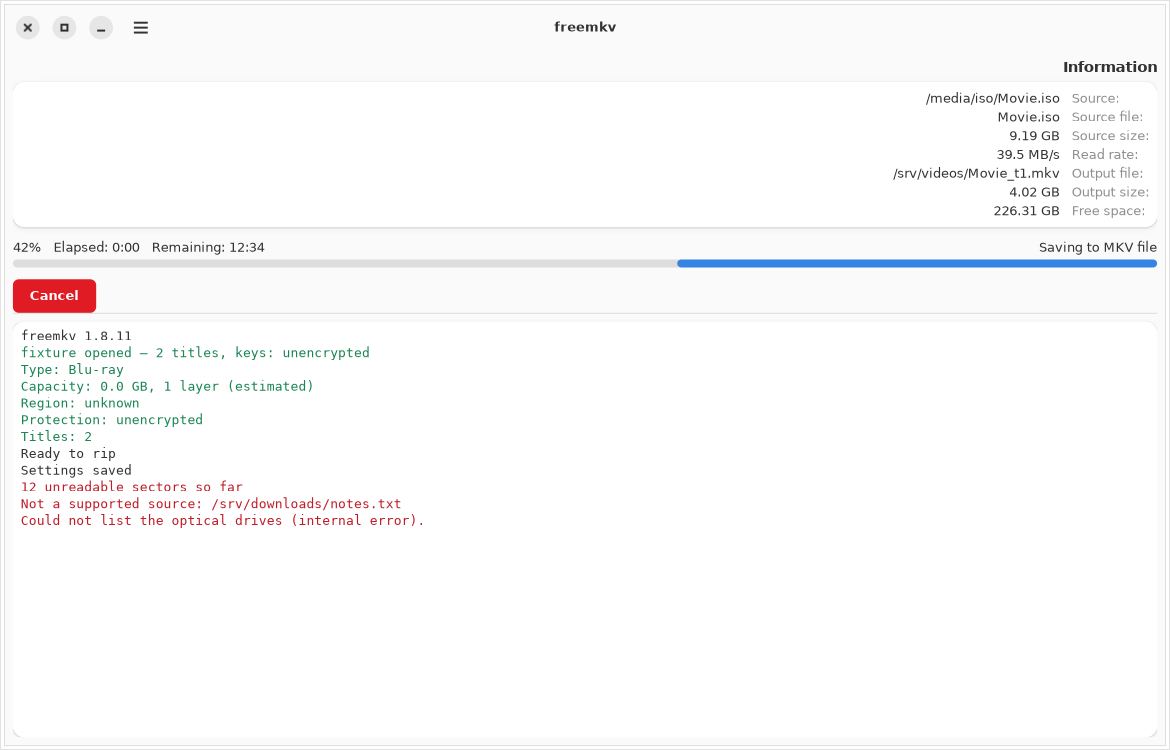 freemkv
Information
Source: /media/iso/Movie.iso
Source file: Movie.iso
Source size: 9.19 GB
Read rate: 39.5 MB/s
Output file: /srv/videos/Movie_t1.mkv
Output size: 4.02 GB
Free space: 226.31 GB
Saving to MKV file
42% Elapsed: 0:00 Remaining: 12:34
Cancel
freemkv 1.8.11
fixture opened — 2 titles, keys: unencrypted
Type: Blu-ray
Capacity: 0.0 GB, 1 layer (estimated)
Region: unknown
Protection: unencrypted
Titles: 2
Ready to rip
Settings saved
12 unreadable sectors so far
Not a supported source: /srv/downloads/notes.txt
Could not list the optical drives (internal error).